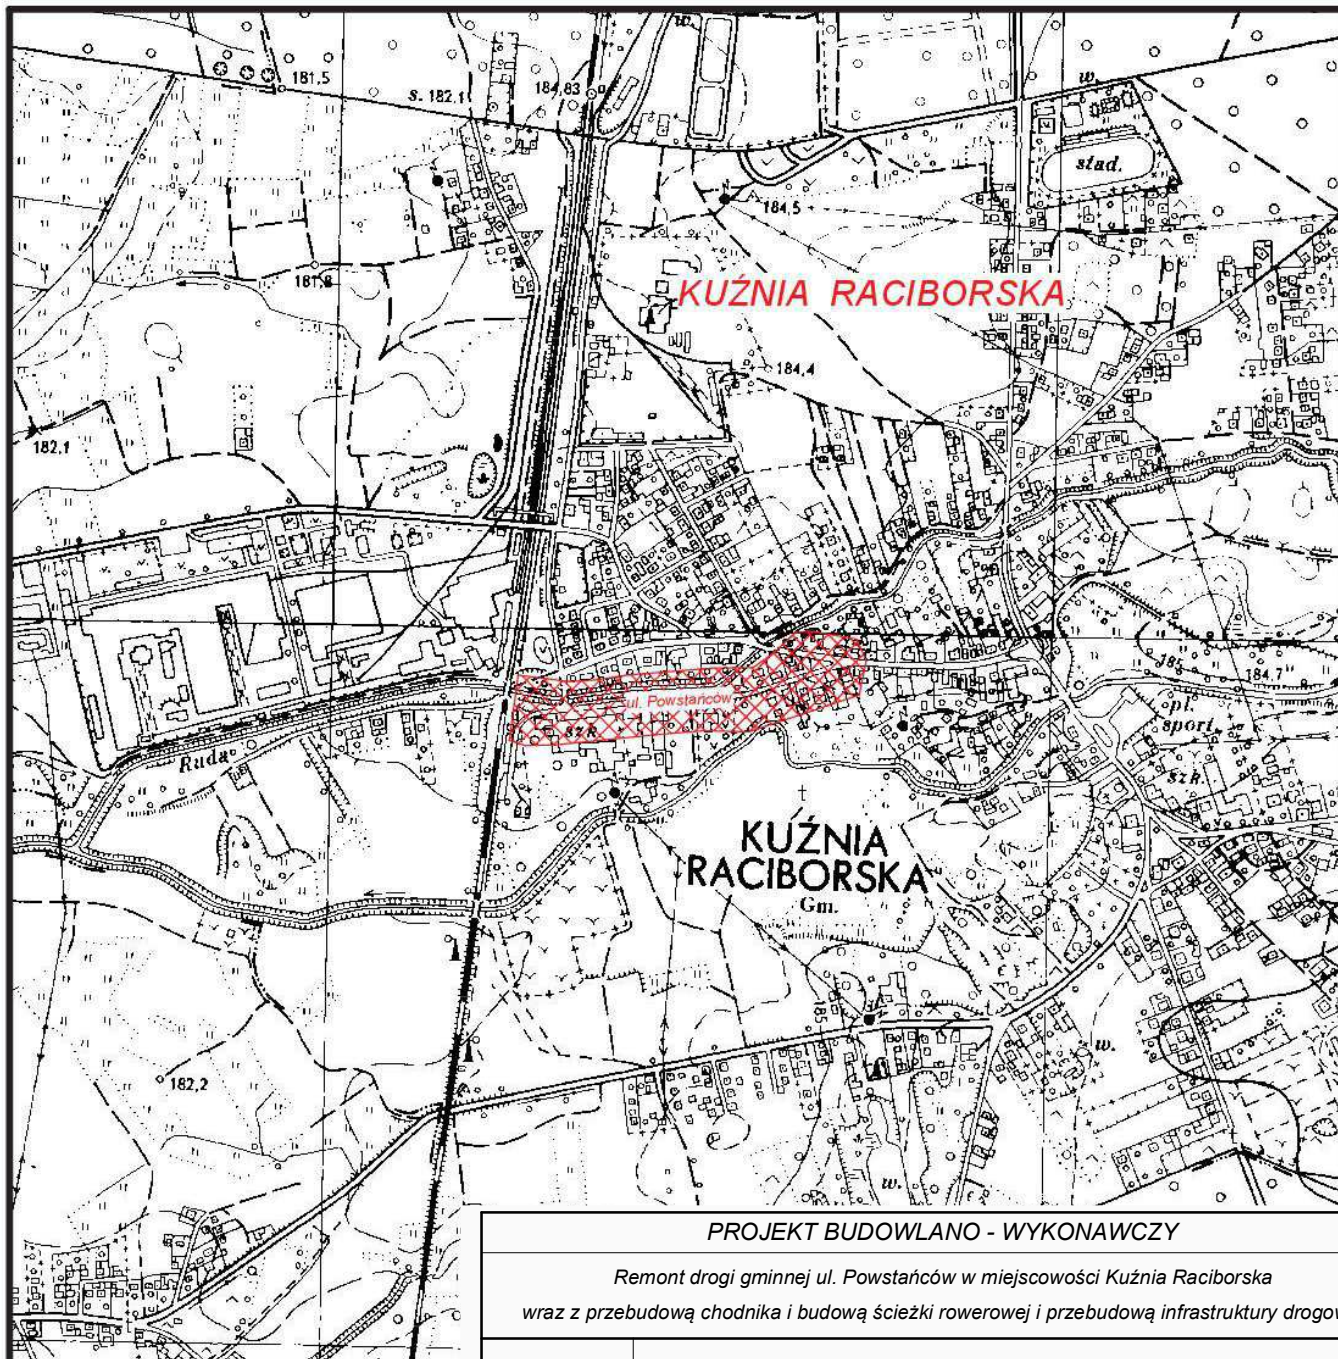 w.
181,5
s. 182,1
184,83
w.
stad.
184,5
181,8
KUŹNIA RACIBORSKA
184,4
182,1
ul. Powstańców
szk.
185
184,7
pl.
sport.
Ruda
szk.
KUŹNIA
RACIBORSKA
Gm.
185
w.
182,2
w.
PROJEKT BUDOWLANO - WYKONAWCZY
Remont drogi gminnej ul. Powstańców w miejscowości Kuźnia Raciborska
wraz z przebudową chodnika i budową ścieżki rowerowej i przebudową infrastruktury drogow